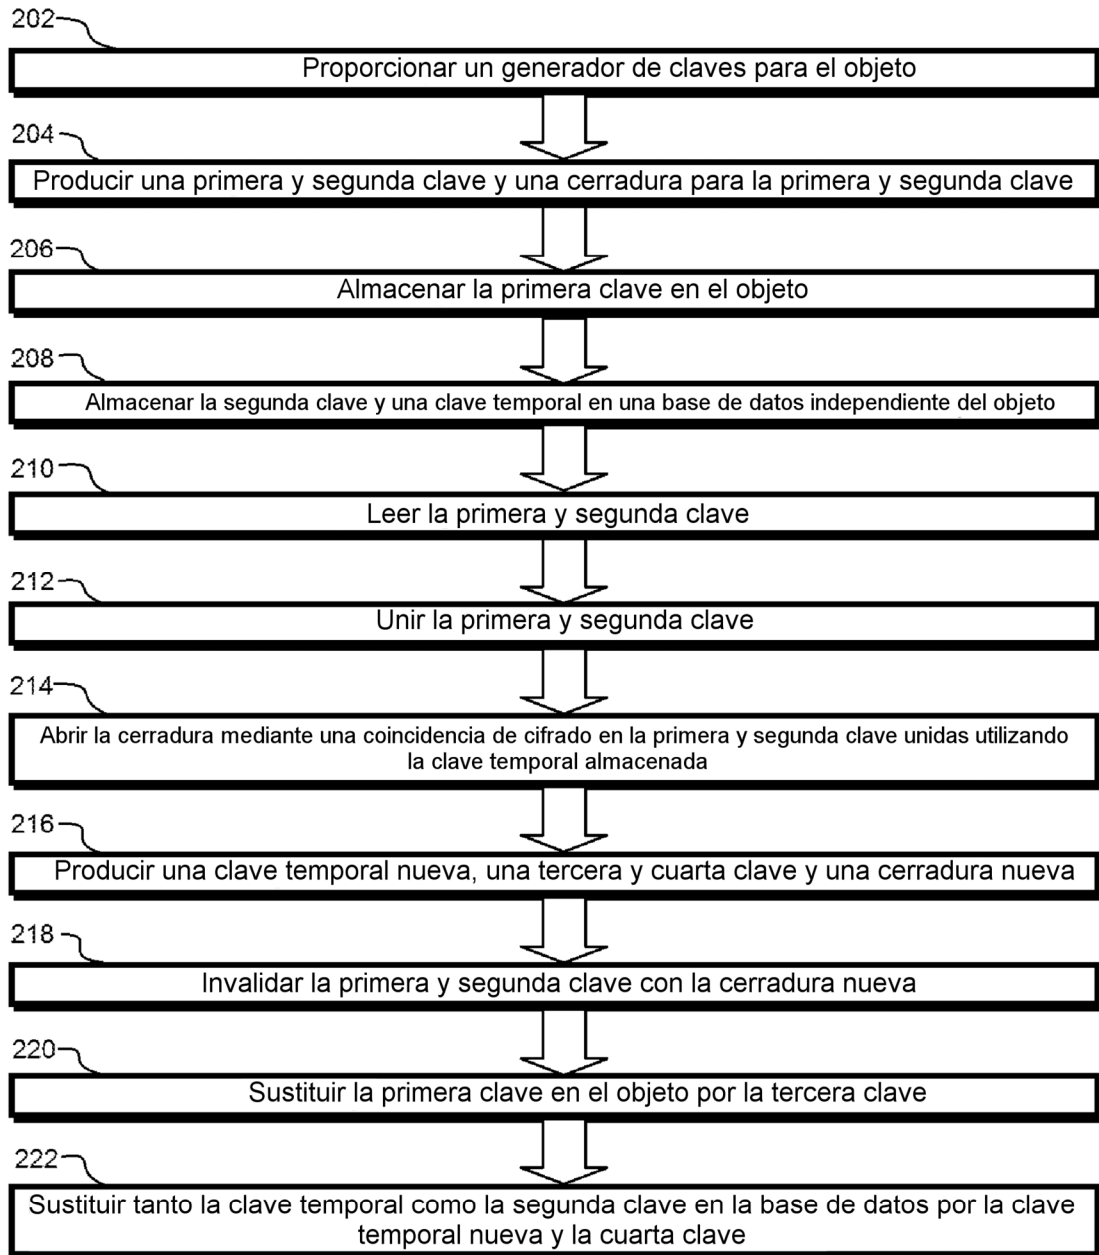 202
Proporcionar un generador de claves para el objeto
204
Producir una primera y segunda clave y una cerradura para la primera y segunda clave
206
Almacenar la primera clave en el objeto
208
Almacenar la segunda clave y una clave temporal en una base de datos independiente del objeto
210
Leer la primera y segunda clave
212
Unir la primera y segunda clave
214
Abrir la cerradura mediante una coincidencia de cifrado en la primera y segunda clave unidas utilizando
la clave temporal almacenada
216
Producir una clave temporal nueva, una tercera y cuarta clave y una cerradura nueva
218
Invalidar la primera y segunda clave con la cerradura nueva
220
Sustituir la primera clave en el objeto por la tercera clave
222
Sustituir tanto la clave temporal como la segunda clave en la base de datos por la clave
temporal nueva y la cuarta clave